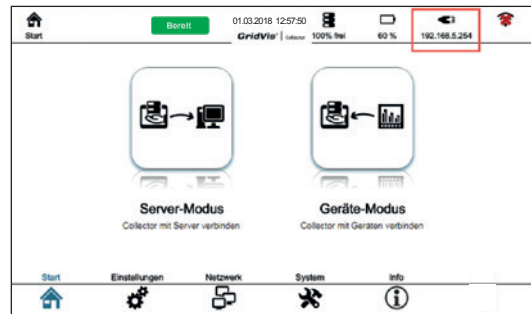 Start
Bereit
01.03.2018 12:57:50
GridVis® | Collector
100% frei
60 %
192.168.5.254
Server-Modus
Collector mit Server verbinden
Geräte-Modus
Collector mit Geräten verbinden
Start
Einstellungen
Netzwerk
System
Info